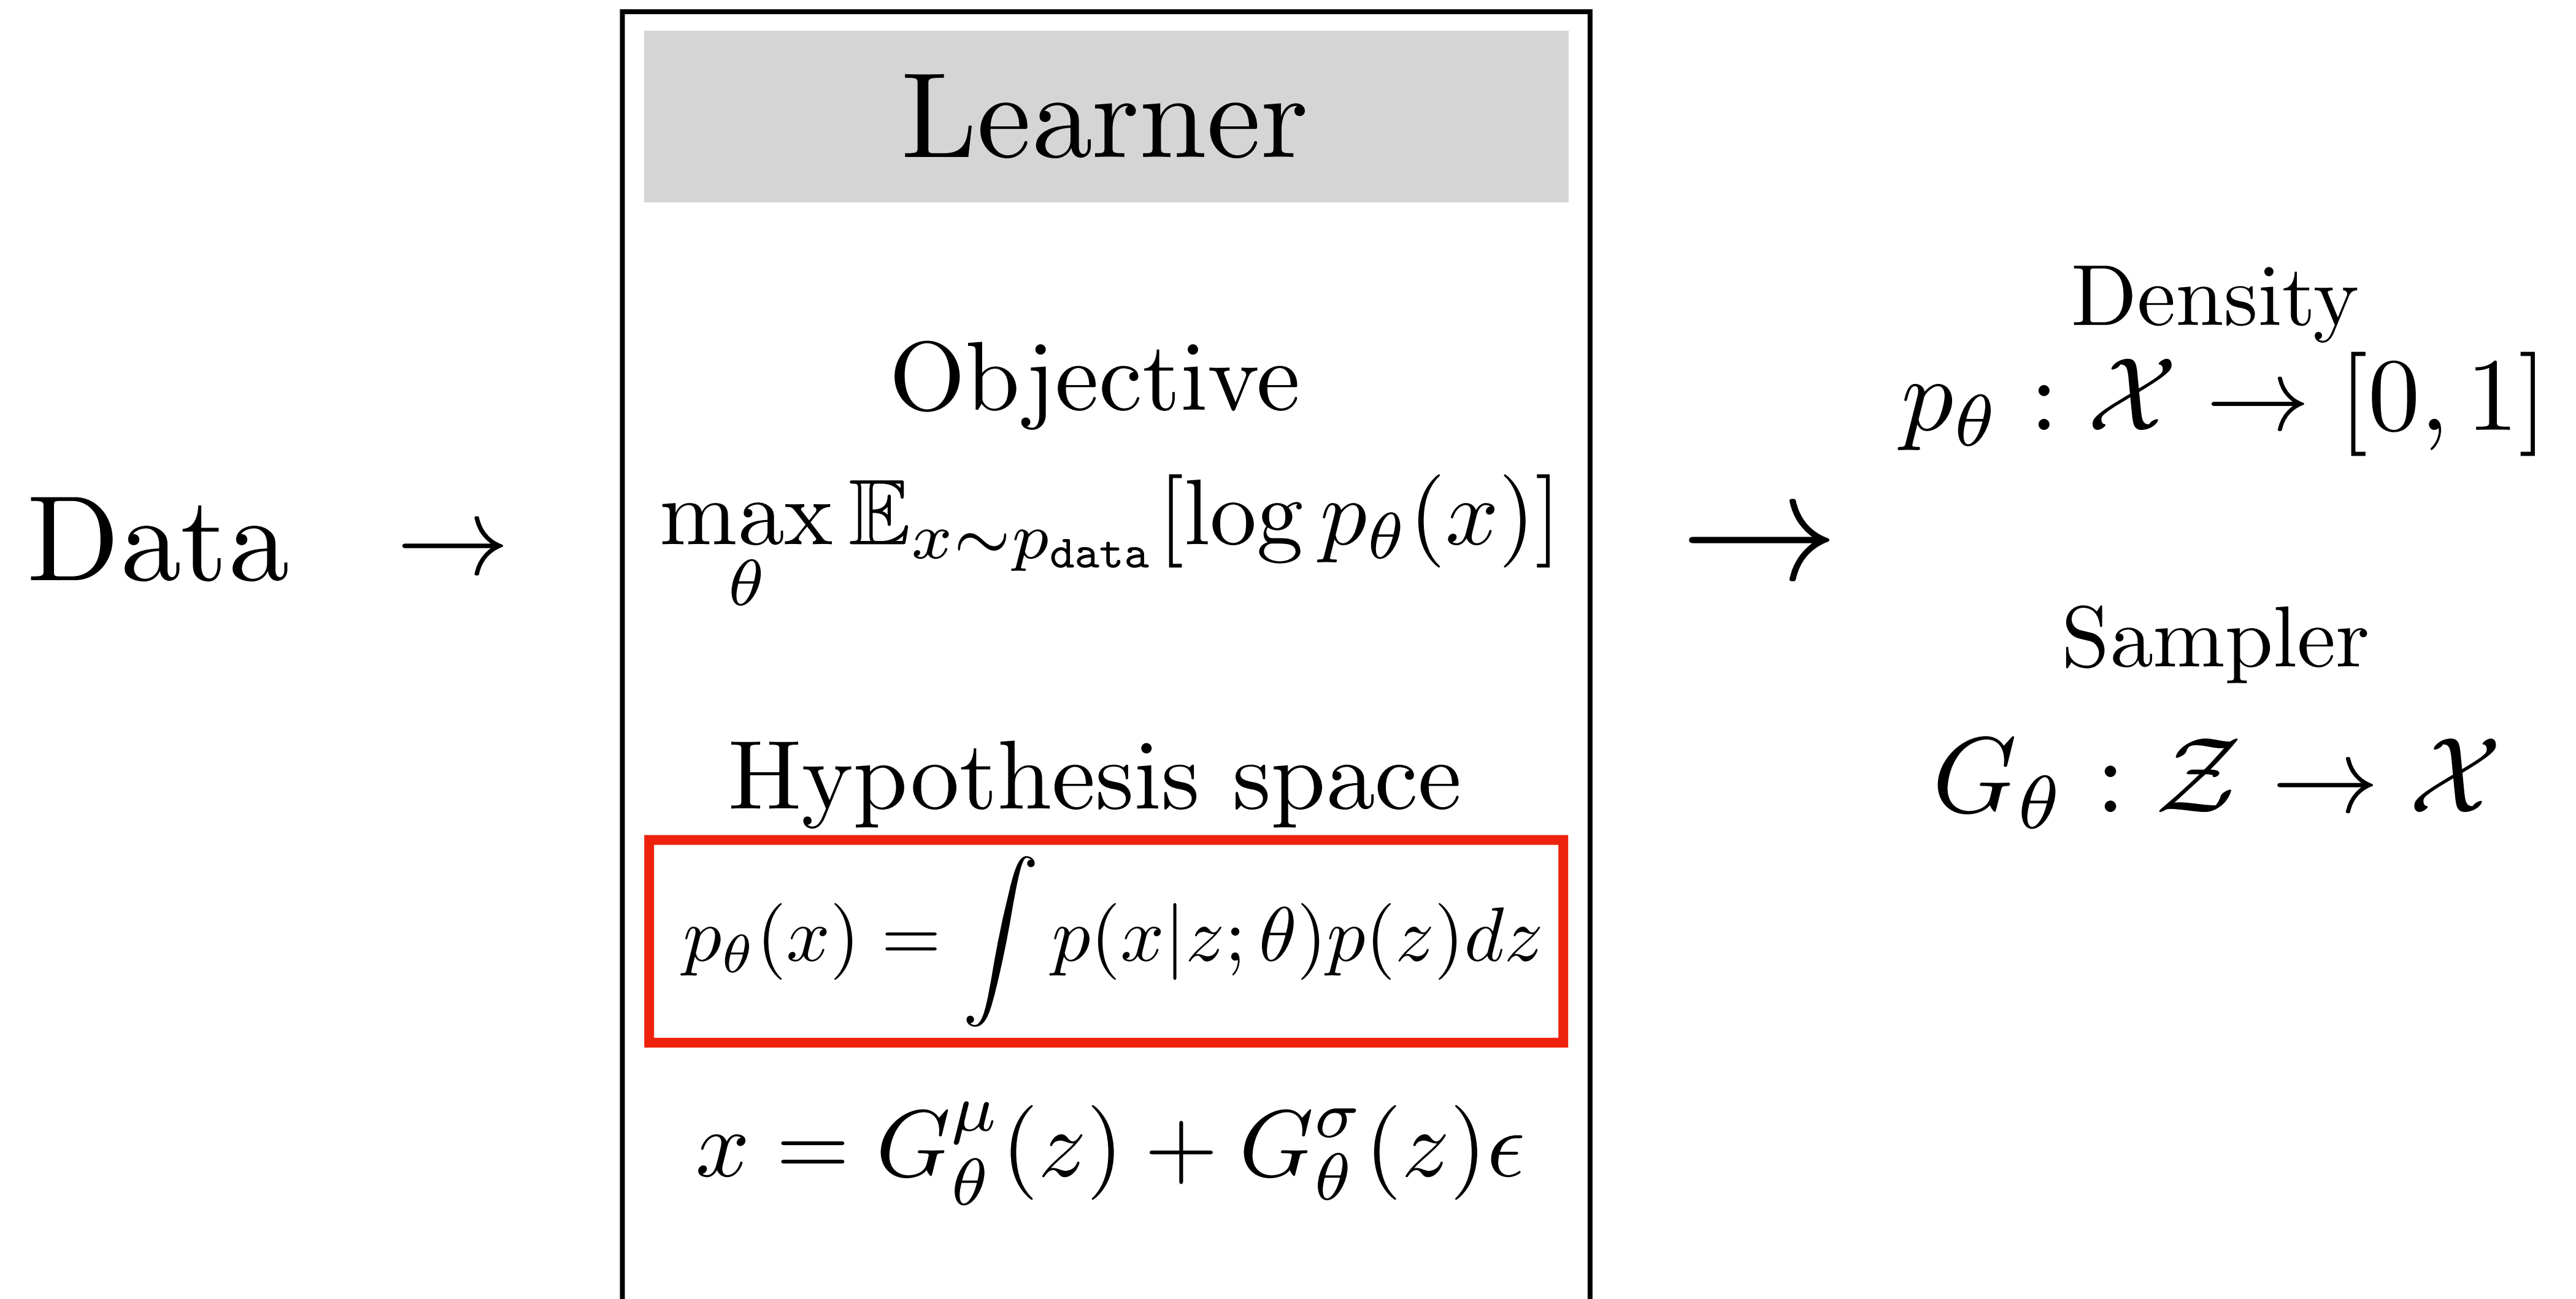 Learner
Objective
Data → max_θ 𝔼_{x∼p_data} [log p_θ(x)] →
Hypothesis space
p_θ(x) = ∫ p(x|z; θ)p(z)dz
x = G_θ^μ(z) + G_θ^σ(z)ϵ
Density
p_θ : 𝒳 → [0, 1]
Sampler
G_θ : 𝒵 → 𝒳